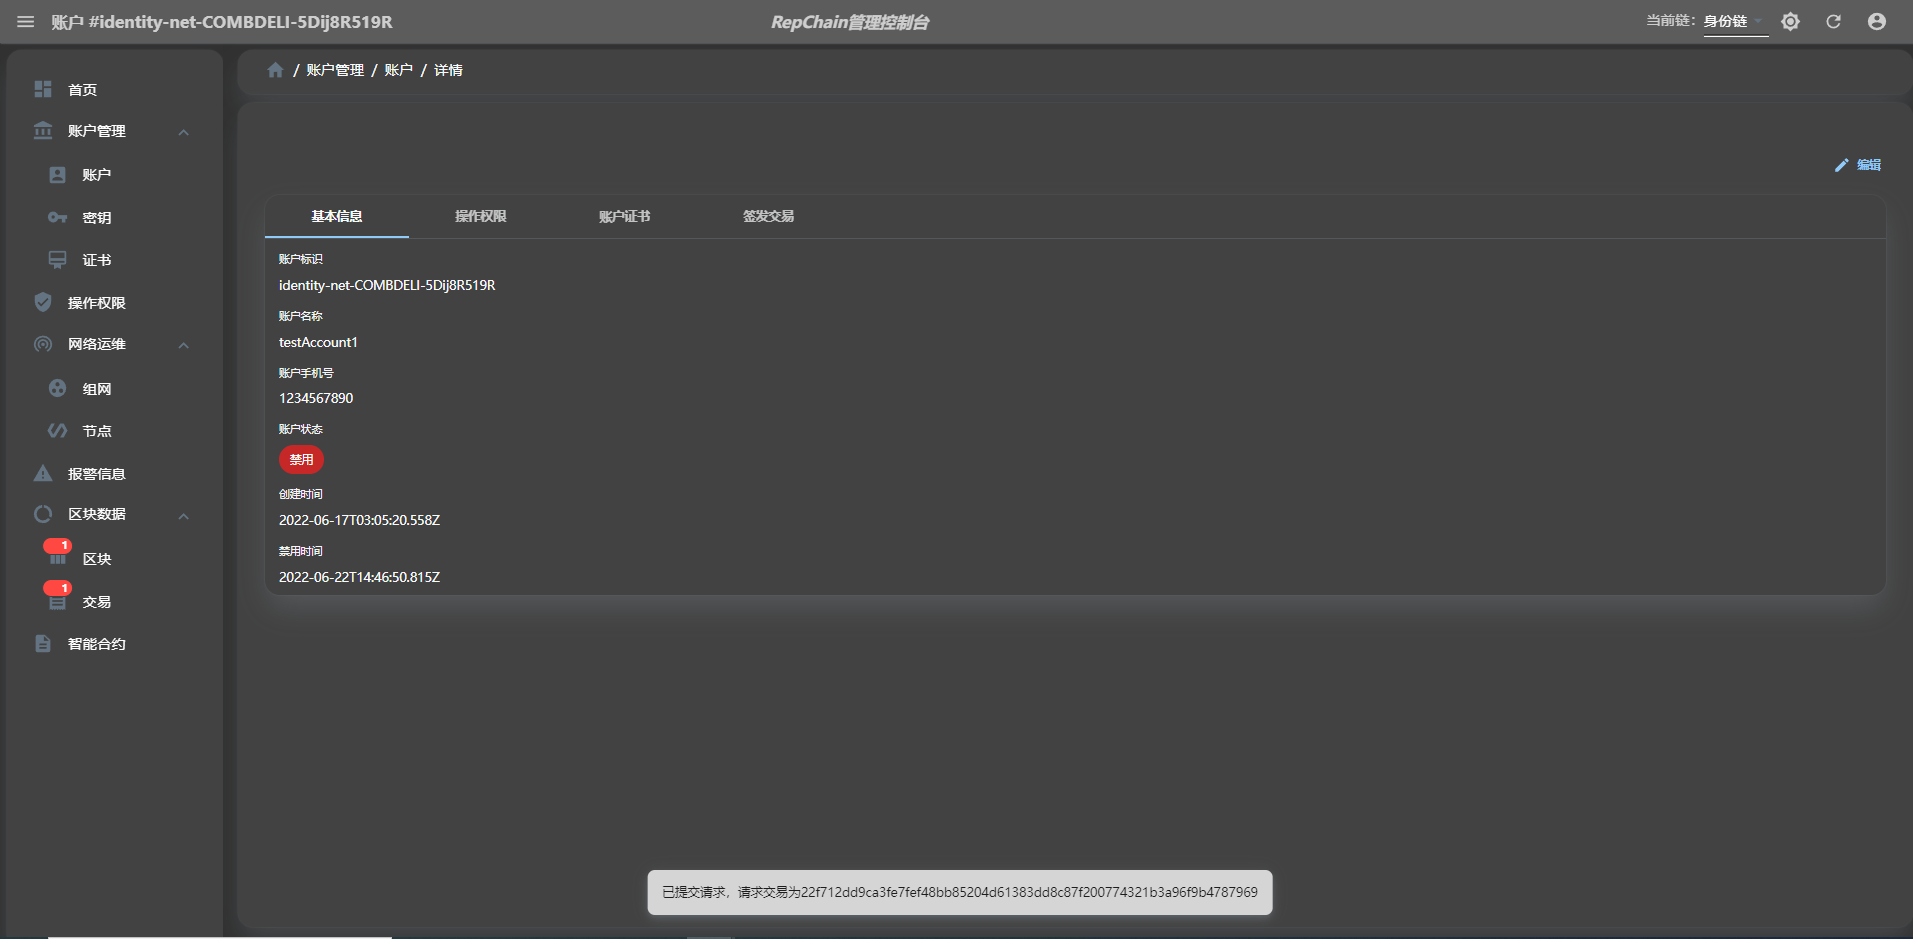 账户 #identity-net-COMBDELI-5Dij8R519R
RepChain管理控制台
当前链: 身份链
首页
账户管理
账户
密钥
证书
操作权限
网络运维
组网
节点
报警信息
区块数据
1
区块
1
交易
智能合约
/ 账户管理 / 账户 / 详情
编辑
基本信息 操作权限 账户证书 签发交易
账户标识
identity-net-COMBDELI-5Dij8R519R
账户名称
testAccount1
账户手机号
1234567890
账户状态
禁用
创建时间
2022-06-17T03:05:20.558Z
禁用时间
2022-06-22T14:46:50.815Z
已提交请求，请求交易为22f712dd9ca3fe7fef48bb85204d61383dd8c87f200774321b3a96f9b4787969